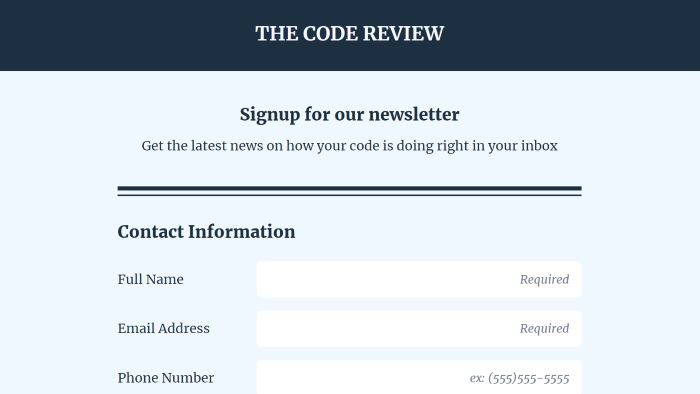 THE CODE REVIEW
Signup for our newsletter
Get the latest news on how your code is doing right in your inbox
Contact Information
Full Name Required
Email Address Required
Phone Number ex: (555)555-5555